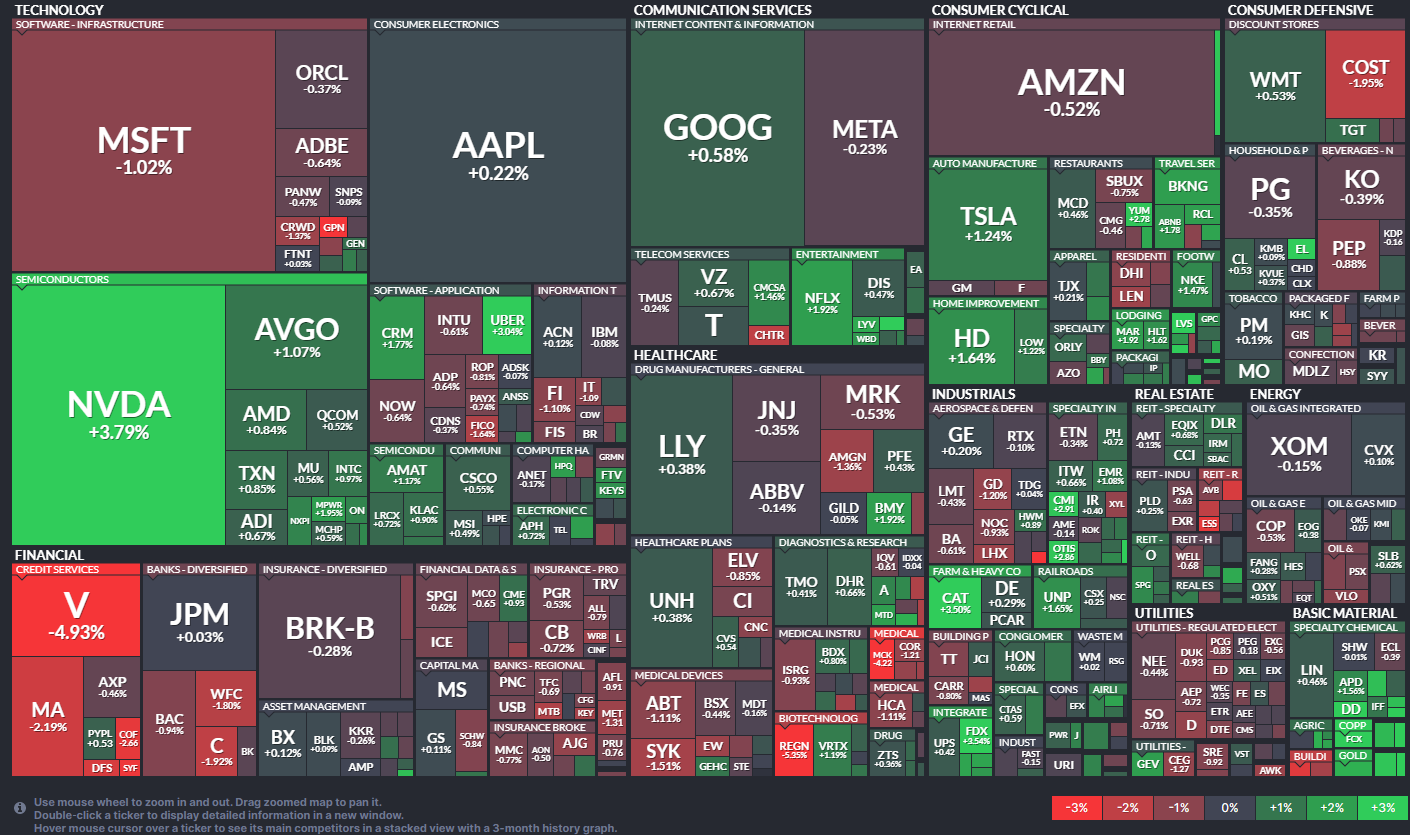 TECHNOLOGY
SOFTWARE - INFRASTRUCTURE
MSFT
-1.02%
ORCL
-0.37%
ADBE
-0.64%
PANW
-0.47%
SNPS
-0.09%
CRWD
-1.37%
GPN
GEN
FTNT
+0.03%
CONSUMER ELECTRONICS
AAPL
+0.22%
SEMICONDUCTORS
NVDA
+3.79%
AVGO
+1.07%
AMD
+0.84%
QCOM
+0.52%
TXN
+0.85%
MU
+0.56%
INTC
+0.97%
ADI
+0.67%
NXPI
MPWR
+1.95%
ON
MCHP
+0.59%
SOFTWARE - APPLICATION
CRM
+1.77%
INTU
-0.61%
UBER
+3.04%
NOW
-0.64%
ADP
-0.64%
ROP
-0.81%
ADSK
-0.07%
PAYX
-0.74%
ANSS
CDNS
-0.37%
FICO
-1.64%
INFORMATION T
ACN
+0.12%
IBM
-0.08%
FI
-1.10%
IT
-1.09
CDW
FIS
BR
SEMICONDU
AMAT
+1.17%
LRCX
+0.72%
KLAC
+0.90%
COMMUNI
CSCO
+0.55%
MSI
+0.49%
HPE
COMPUTER HA
ANET
-0.17%
HPQ
GRMN
FTV
KEYS
ELECTRONIC C
APH
+0.72%
TEL
COMMUNICATION SERVICES
INTERNET CONTENT & INFORMATION
GOOG
+0.58%
META
-0.23%
TELECOM SERVICES
TMUS
-0.24%
VZ
+0.67%
T
CMCSA
+1.46%
CHTR
ENTERTAINMENT
NFLX
+1.92%
DIS
+0.47%
LYV
WBD
EA
CONSUMER CYCLICAL
INTERNET RETAIL
AMZN
-0.52%
AUTO MANUFACTURE
TSLA
+1.24%
GM
F
RESTAURANTS
MCD
+0.46%
SBUX
-0.75%
CMG
-0.46
YUM
+2.78
TRAVEL SER
BKNG
ABNB
+1.78
RCL
HOME IMPROVEMENT
HD
+1.64%
LOW
+1.22%
APPAREL
TJX
+0.21%
RESIDENTI
DHI
LEN
FOOTW
NKE
+1.47%
SPECIALTY
ORLY
AZO
BBY
LODGING
MAR
+1.92
HLT
+1.62
LVS
GPC
PACKAGI
IP
CONSUMER DEFENSIVE
DISCOUNT STORES
WMT
+0.53%
COST
-1.95%
TGT
HOUSEHOLD & P
PG
-0.35%
CL
+0.53
KMB
+0.09%
EL
KVUE
+0.37%
CHD
CLX
BEVERAGES - N
KO
-0.39%
PEP
-0.88%
KDP
-0.16
TOBACCO
PM
+0.19%
MO
PACKAGED F
KHC
K
GIS
FARM P
BEVER
CONFECTION
MDLZ
HSY
KR
SYY
HEALTHCARE
DRUG MANUFACTURERS - GENERAL
LLY
+0.38%
JNJ
-0.35%
ABBV
-0.14%
MRK
-0.53%
AMGN
-1.36%
PFE
+0.43%
GILD
-0.05%
BMY
+1.92%
HEALTHCARE PLANS
UNH
+0.38%
ELV
-0.85%
CI
CVS
+0.54
CNC
DIAGNOSTICS & RESEARCH
TMO
+0.41%
DHR
+0.66%
IQV
-0.61
IDXX
-0.04
A
MTD
MEDICAL DEVICES
ABT
-1.11%
BSX
-0.44%
MDT
-0.16%
SYK
-1.51%
EW
GEHC
STE
MEDICAL INSTRU
ISRG
-0.93%
BDX
+0.80%
MEDICAL
MCK
-4.22
COR
-1.21
MEDICAL
HCA
-1.11%
BIOTECHNOLOG
REGN
-5.35%
VRTX
+1.19%
DRUG
ZTS
+0.36%
FINANCIAL
CREDIT SERVICES
V
-4.93%
MA
-2.19%
AXP
-0.46%
PYPL
+0.53
COF
-2.66
DFS
SYF
BANKS - DIVERSIFIED
JPM
+0.03%
BAC
-0.94%
WFC
-1.80%
C
-1.92%
BK
INSURANCE - DIVERSIFIED
BRK-B
-0.28%
ASSET MANAGEMENT
BX
+0.12%
BLK
+0.09%
KKR
-0.26%
AMP
FINANCIAL DATA & S
SPGI
-0.62%
MCO
-0.65
CME
+0.93
ICE
INSURANCE - PRO
PGR
-0.53%
TRV
ALL
-0.79
CB
-0.72%
WRB
L
CINF
CAPITAL MA
MS
GS
+0.11%
SCHW
-0.84
BANKS - REGIONAL
PNC
TFC
-0.69
USB
MTB
CFG
KEY
AFL
-0.91
MET
-1.31
PRU
-0.76
INSURANCE BROKE
MMC
-0.77%
AON
-0.50
AJG
INDUSTRIALS
AEROSPACE & DEFEN
GE
+0.20%
RTX
-0.10%
LMT
-0.43%
GD
-1.20%
TDG
+0.04%
NOC
-0.93%
HWM
+0.89
BA
-0.61%
LHX
SPECIALTY IN
ETN
-0.34%
PH
+0.72
ITW
+0.66%
EMR
+1.08%
CMI
+2.91
IR
+0.40
XYL
AME
-0.14
ROK
OTIS
+2.86
FARM & HEAVY CO
CAT
+3.50%
DE
+0.29%
PCAR
RAILROADS
UNP
+1.65%
CSX
+0.25
NSC
BUILDING P
TT
JCI
CARR
-0.80%
MAS
CONGLOMER
HON
+0.60%
WASTE M
WM
+0.02
RSG
INTEGRATE
UPS
+0.42
FDX
+3.54%
SPECIAL
CTAS
+0.59
CONS
EFX
AIRLI
PWR
J
INDUST
FAST
-0.15
URI
REAL ESTATE
REIT - SPECIALTY
AMT
-0.13%
EQIX
+0.68%
DLR
CCI
IRM
SBAC
REIT - INDU
PLD
+0.25%
PSA
-0.63
EXR
REIT - R
AVB
ESS
REIT -
O
SPG
REIT - H
WELL
-0.68
REAL ES
ENERGY
OIL & GAS INTEGRATED
XOM
-0.15%
CVX
+0.10%
OIL & GAS E
COP
-0.53%
EOG
+0.38
FANG
+0.28%
HES
OXY
+0.51%
EQT
OIL & GAS MID
OKE
-0.07
KMI
OIL &
PSX
VLO
SLB
+0.62%
UTILITIES
UTILITIES - REGULATED ELECT
NEE
-0.44%
DUK
-0.93
PCG
-0.85
PEG
-0.18
EXC
-0.56
ED
XEL
EIX
SO
-0.71%
AEP
-0.72
WEC
-0.35
FE
ES
ETR
AEE
D
DTE
CMS
UTILITIES -
GEV
CEG
-1.27
SRE
-0.92
VST
AWK
BASIC MATERIAL
SPECIALTY CHEMICAL
LIN
+0.46%
SHW
-0.01%
ECL
-0.39
APD
+1.56%
DD
IFF
AGRIC
COPP
FCX
BUILDI
GOLD
Use mouse wheel to zoom in and out. Drag zoomed map to pan it.
Double-click a ticker to display detailed information in a new window.
Hover mouse cursor over a ticker to see its main competitors in a stacked view with a 3-month history graph.
-3%
-2%
-1%
0%
+1%
+2%
+3%